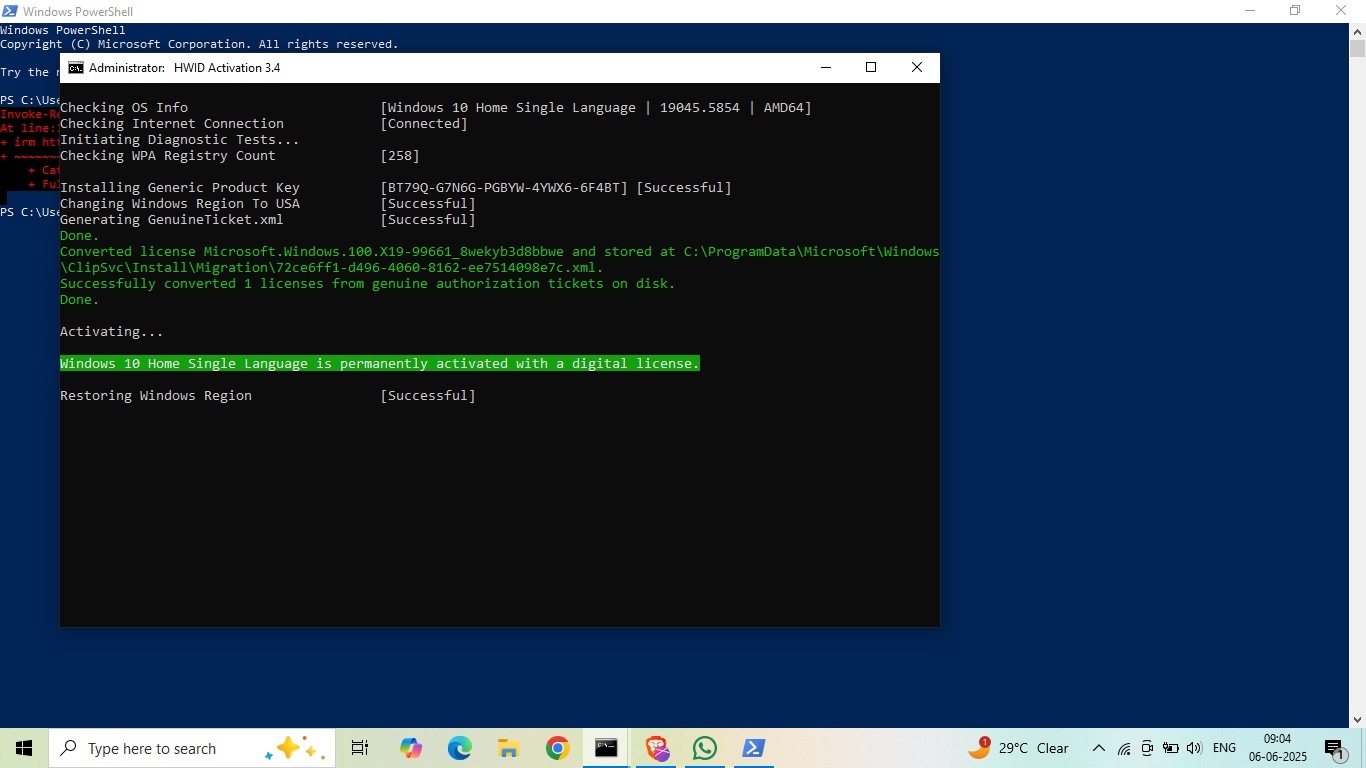 Windows PowerShell
Windows PowerShell
Copyright (C) Microsoft Corporation. All rights reserved.
Try the
Administrator: HWID Activation 3.4
PS C:\Use
Invoke-Re
At line:
+ irm htt
+ ~~~~~~~
+ Cat
+ Ful
PS C:\Use
Checking OS Info [Windows 10 Home Single Language | 19045.5854 | AMD64]
Checking Internet Connection [Connected]
Initiating Diagnostic Tests...
Checking WPA Registry Count [258]
Installing Generic Product Key [BT79Q-G7N6G-PGBYW-4YWX6-6F4BT] [Successful]
Changing Windows Region To USA [Successful]
Generating GenuineTicket.xml [Successful]
Done.
Converted license Microsoft.Windows.100.X19-99661_8wekyb3d8bbwe and stored at C:\ProgramData\Microsoft\Windows
\ClipSvc\Install\Migration\72ce6ff1-d496-4060-8162-ee7514098e7c.xml.
Successfully converted 1 licenses from genuine authorization tickets on disk.
Done.
Activating...
Windows 10 Home Single Language is permanently activated with a digital license.
Restoring Windows Region [Successful]
Type here to search
1
29°C Clear
ENG
09:04
06-06-2025
1